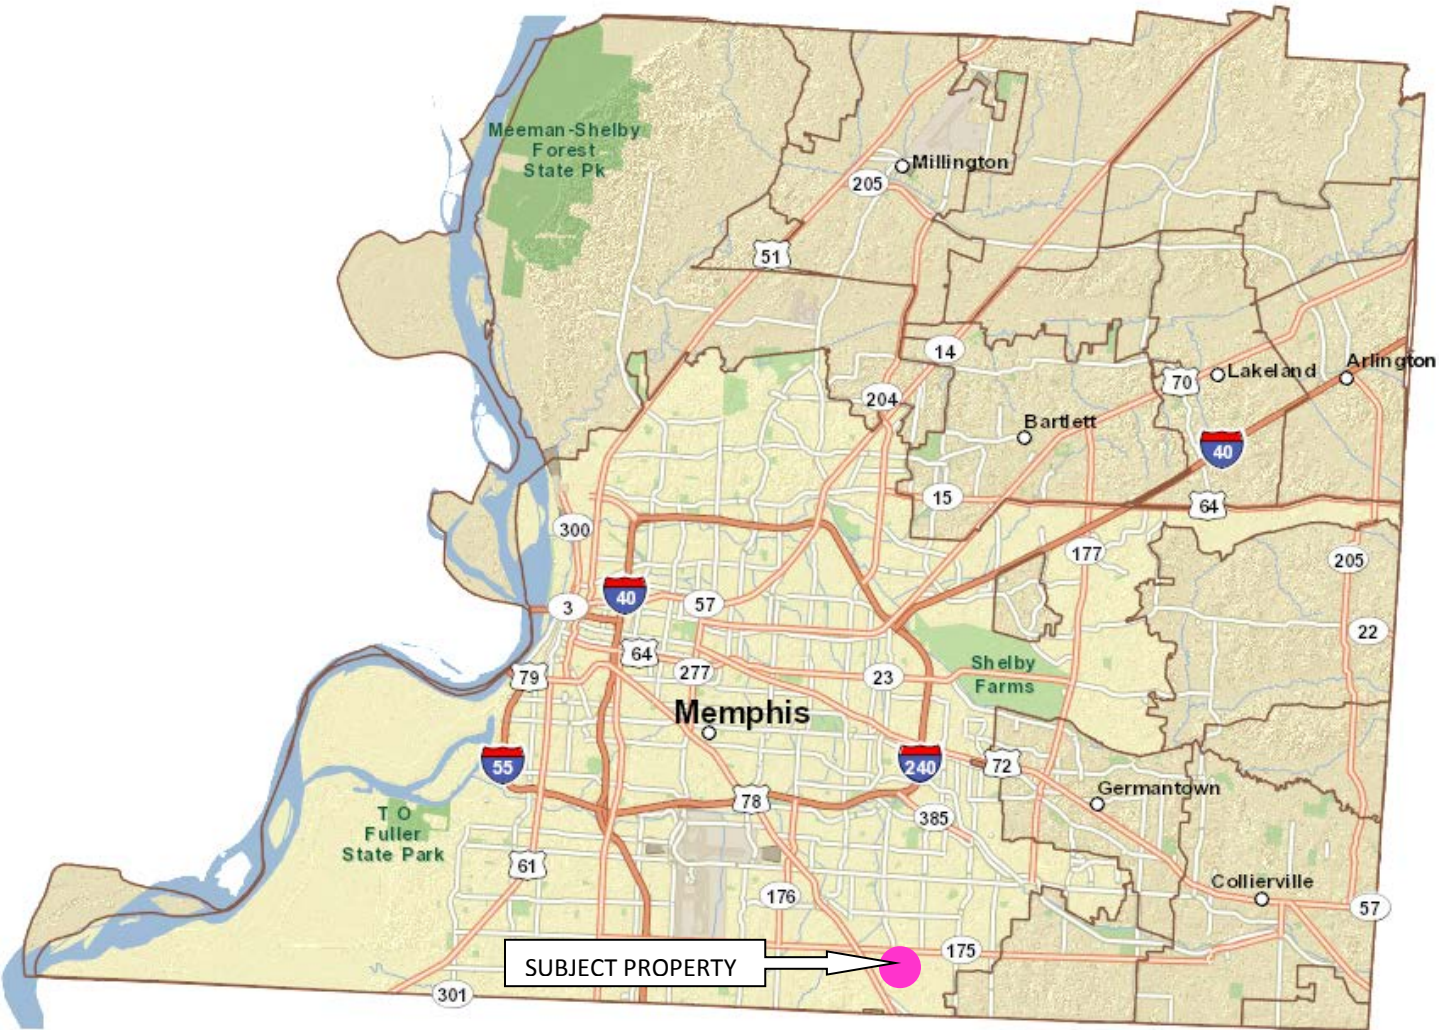 Meeman-Shelby
Forest
State Pk
Millington
205
51
14
204
70
Lakeland
Arlington
Bartlett
40
15
64
300
177
205
40
3
57
22
64
79
277
23
Shelby
Farms
Memphis
55
240
72
78
Germantown
385
T O
Fuller
State Park
61
176
Collierville
57
175
SUBJECT PROPERTY
301